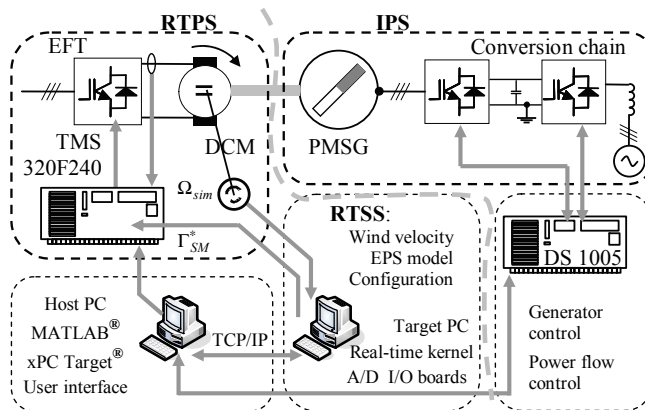 RTPS
IPS
EFT
Conversion chain
TMS
320F240
DCM
PMSG
Ω_sim
Γ*_SM
RTSS:
Wind velocity
EPS model
Configuration
DS 1005
Host PC
MATLAB®
xPC Target®
User interface
TCP/IP
Target PC
Real-time kernel
A/D I/O boards
Generator
control
Power flow
control